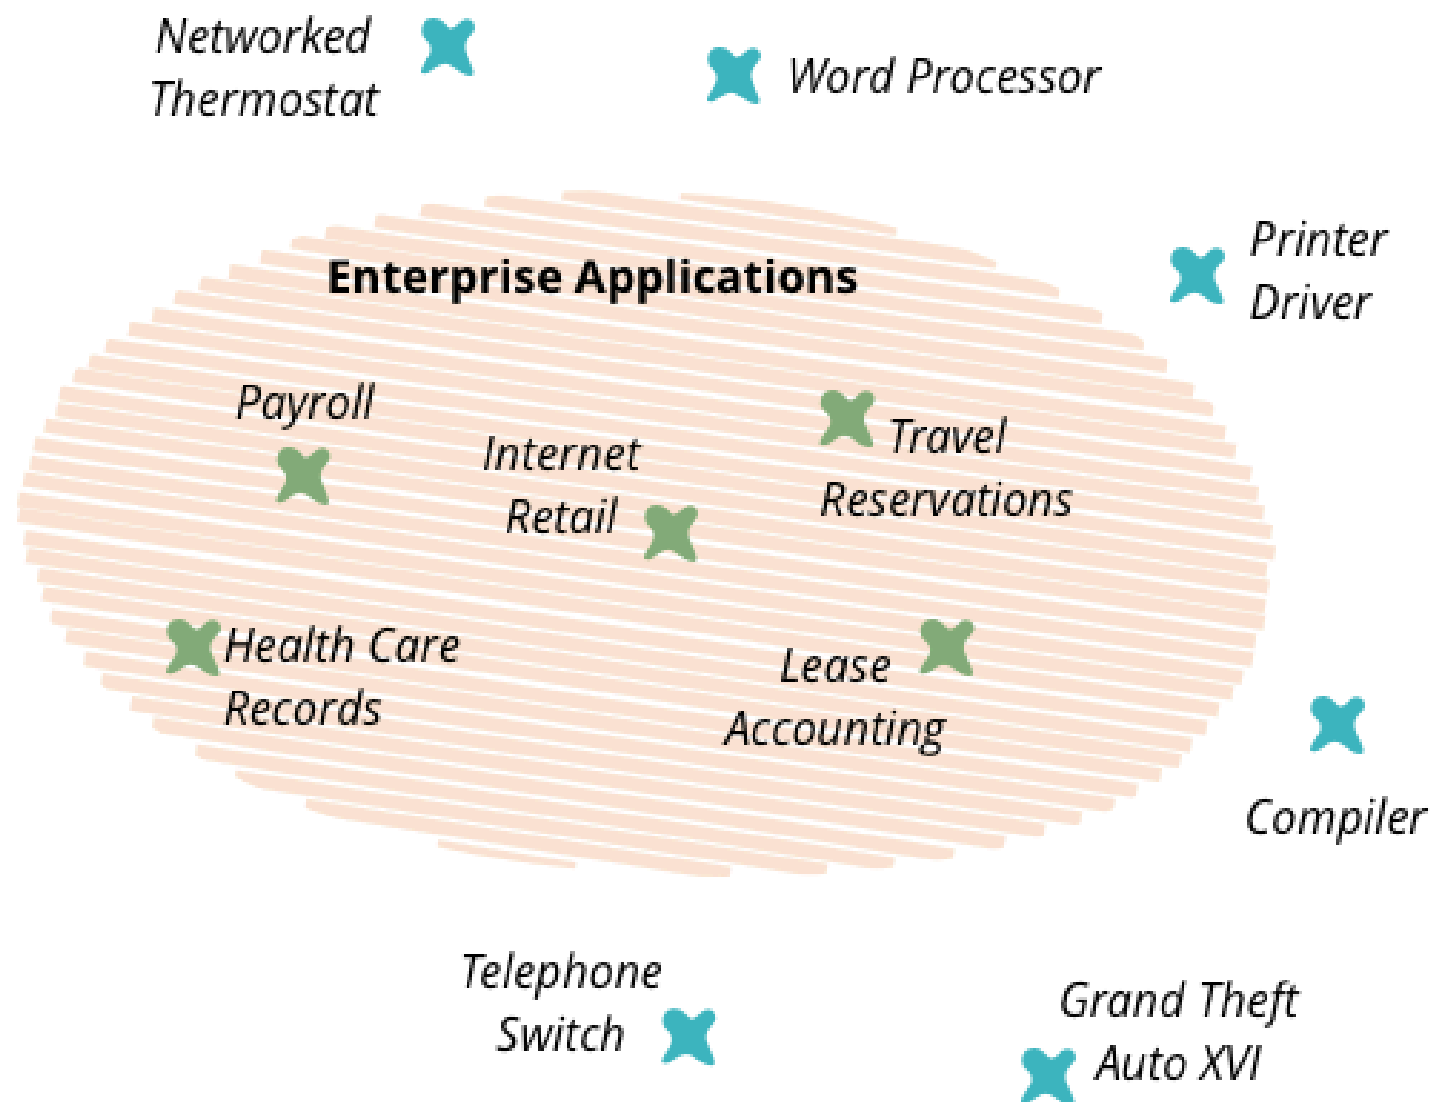 Networked
Thermostat
Word Processor
Printer
Driver
Enterprise Applications
Payroll
Internet
Retail
Travel
Reservations
Health Care
Records
Lease
Accounting
Compiler
Telephone
Switch
Grand Theft
Auto XVI